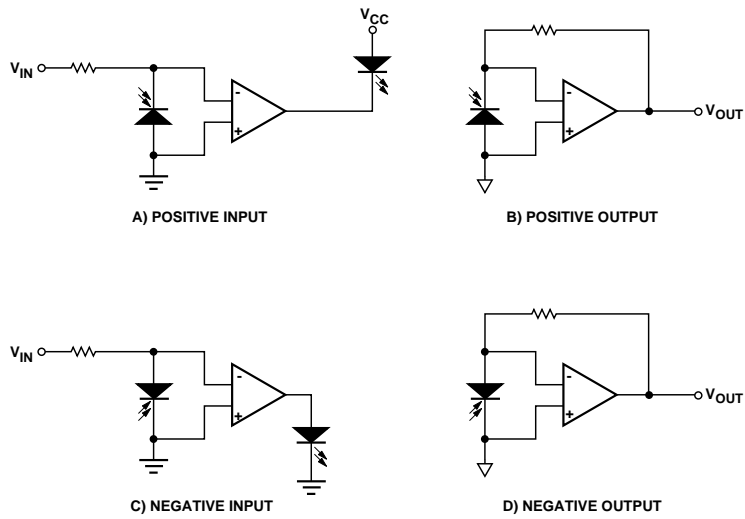 V_CC
V_IN
-
+
-
+
V_OUT
A) POSITIVE INPUT
B) POSITIVE OUTPUT
V_IN
-
+
-
+
V_OUT
C) NEGATIVE INPUT
D) NEGATIVE OUTPUT